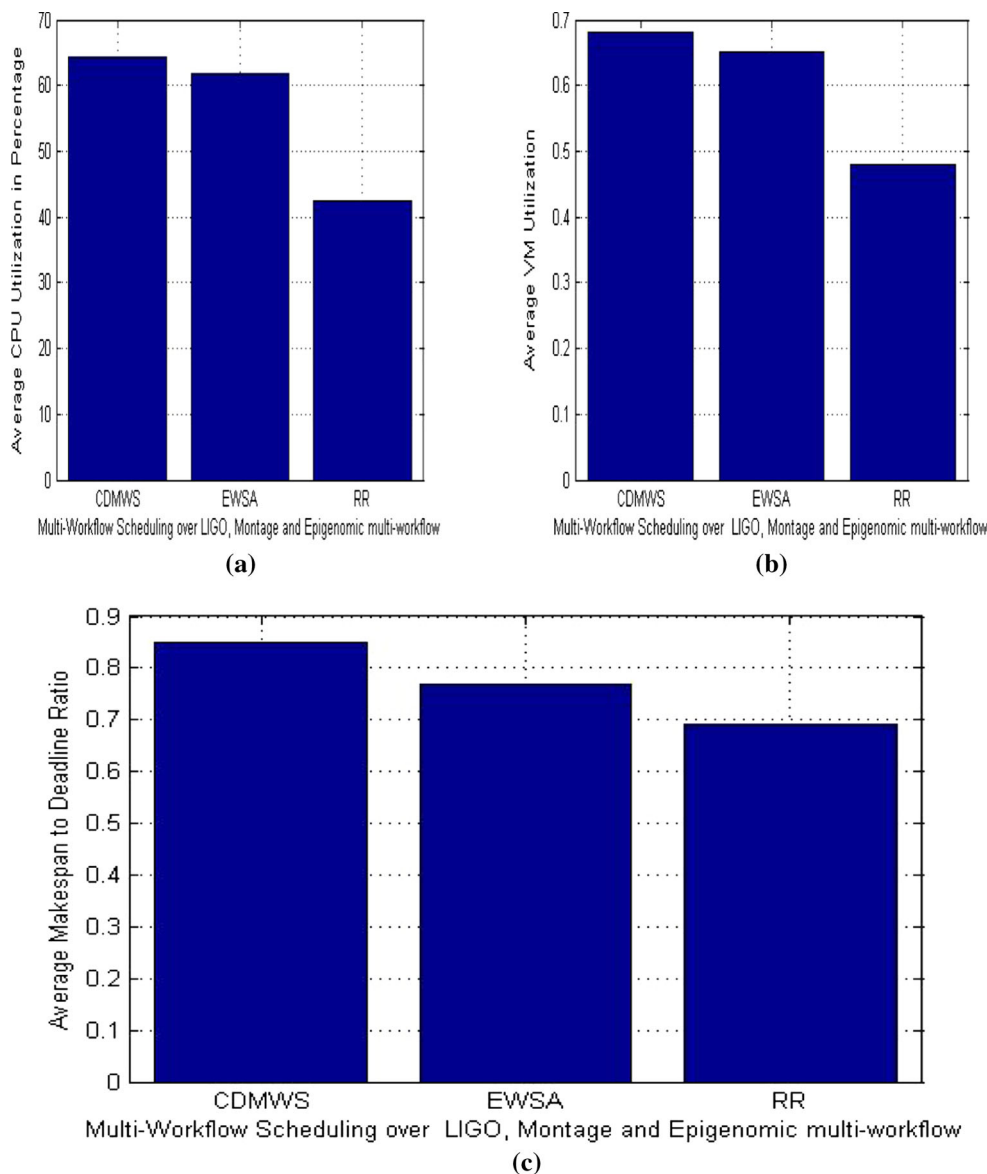 70
60
50
40
30
20
10
0
Average CPU Utilization in Percentage
CDMWS EWSA RR
Multi-Workflow Scheduling over LIGO, Montage and Epigenomic multi-workflow
(a)
0.7
0.6
0.5
0.4
0.3
0.2
0.1
0
Average VM Utilization
CDMWS EWSA RR
Multi-Workflow Scheduling over LIGO, Montage and Epigenomic multi-workflow
(b)
0.9
0.8
0.7
0.6
0.5
0.4
0.3
0.2
0.1
0
Average Makespan to Deadline Ratio
CDMWS EWSA RR
Multi-Workflow Scheduling over LIGO, Montage and Epigenomic multi-workflow
(c)